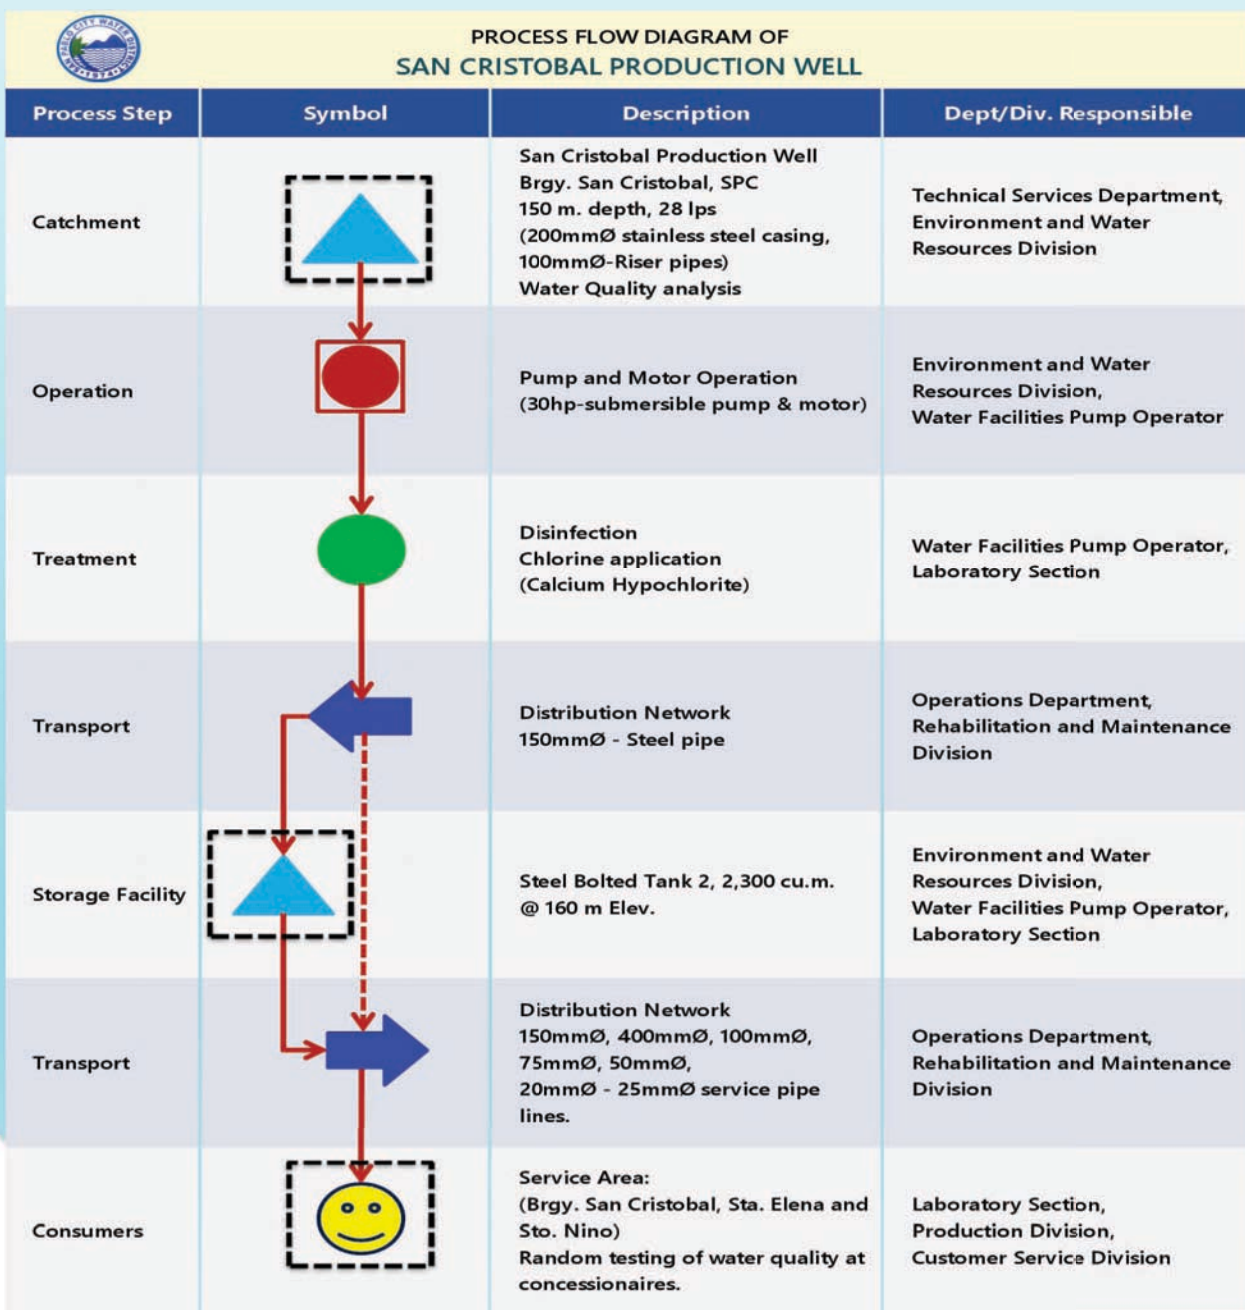 SAN PABLO CITY WATER DISTRICT
1974
PROCESS FLOW DIAGRAM OF
SAN CRISTOBAL PRODUCTION WELL
Process Step
Symbol
Description
Dept/Div. Responsible
Catchment
San Cristobal Production Well
Brgy. San Cristobal, SPC
150 m. depth, 28 lps
(200mmØ stainless steel casing,
100mmØ-Riser pipes)
Water Quality analysis
Technical Services Department,
Environment and Water
Resources Division
Operation
Pump and Motor Operation
(30hp-submersible pump & motor)
Environment and Water
Resources Division,
Water Facilities Pump Operator
Treatment
Disinfection
Chlorine application
(Calcium Hypochlorite)
Water Facilities Pump Operator,
Laboratory Section
Transport
Distribution Network
150mmØ - Steel pipe
Operations Department,
Rehabilitation and Maintenance
Division
Storage Facility
Steel Bolted Tank 2, 2,300 cu.m.
@ 160 m Elev.
Environment and Water
Resources Division,
Water Facilities Pump Operator,
Laboratory Section
Transport
Distribution Network
150mmØ, 400mmØ, 100mmØ,
75mmØ, 50mmØ,
20mmØ - 25mmØ service pipe
lines.
Operations Department,
Rehabilitation and Maintenance
Division
Consumers
Service Area:
(Brgy. San Cristobal, Sta. Elena and
Sto. Nino)
Random testing of water quality at
concessionaires.
Laboratory Section,
Production Division,
Customer Service Division